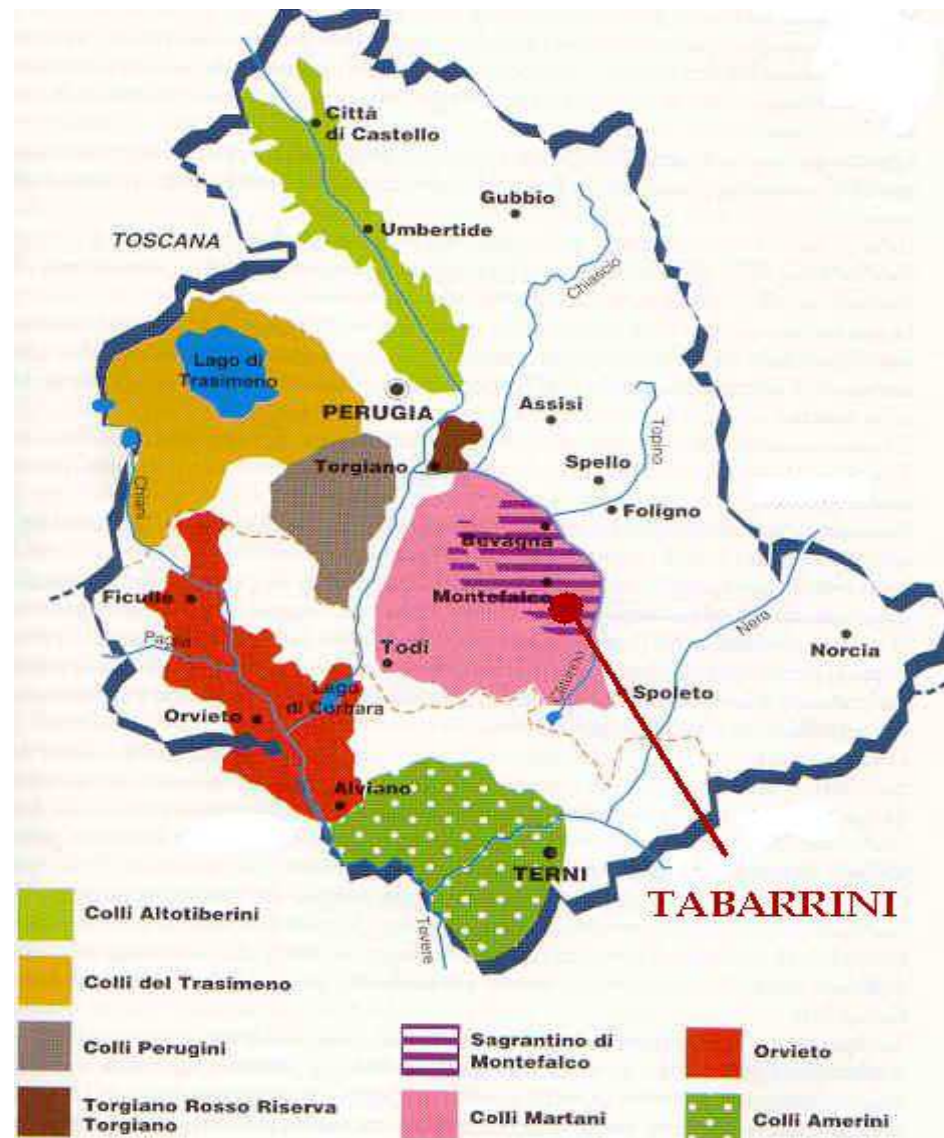 Città
di Castello
Gubbio
Umbertide
TOSCANA
Chiascio
Lago di
Trasimeno
PERUGIA
Assisi
Topino
Torgiano
Spello
Chiani
Foligno
Bevagna
Ficulle
Montefalco
Nera
Paglia
Todi
Norcia
Lago
di Corbara
Clitunno
Spoleto
Orvieto
Alviano
TERNI
TABARRINI
Tevere
Colli Altotiberini
Colli del Trasimeno
Colli Perugini
Sagrantino di
Montefalco
Orvieto
Torgiano Rosso Riserva
Torgiano
Colli Martani
Colli Amerini